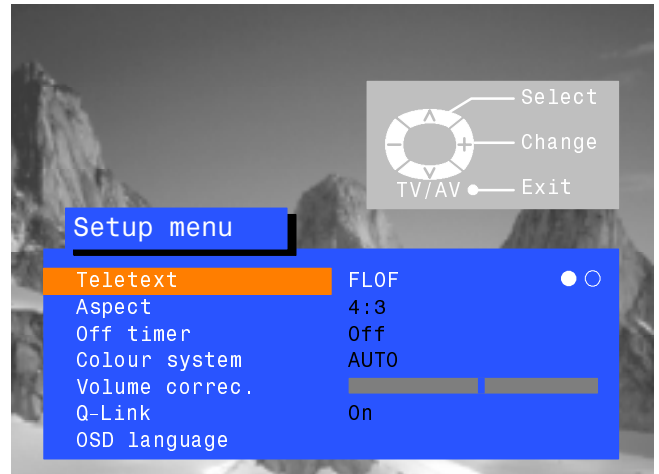 Select
Change
TV/AV Exit
Setup menu
Teletext FLOF
Aspect 4:3
Off timer Off
Colour system AUTO
Volume correc.
Q-Link On
OSD language